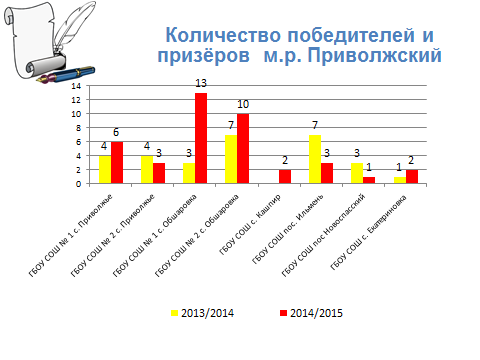 Количество победителей и
призёров м.р. Приволжский
14
12
10
8
6
4
2
0
4 6
4 3
3 13
7 10
2
7 3
3 1
1 2
ГБОУ СОШ № 1 с. Приволжье
ГБОУ СОШ № 2 с. Приволжье
ГБОУ СОШ № 1 с. Обшаровка
ГБОУ СОШ № 2 с. Обшаровка
ГБОУ СОШ с. Кашпир
ГБОУ СОШ пос. Ильмень
ГБОУ СОШ пос Новоспасский
ГБОУ СОШ с. Екатериновка
2013/2014 2014/2015